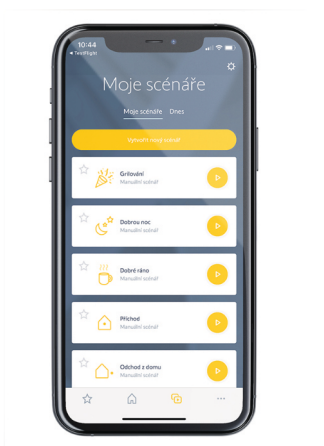 10:44
◂ TestFlight
Moje scénáře
Moje scénáře Dnes
Vytvořit nový scénář
Grilování
Manuální scénář
Dobrou noc
Manuální scénář
Dobré ráno
Manuální scénář
Příchod
Manuální scénář
Odchod z domu
Manuální scénář